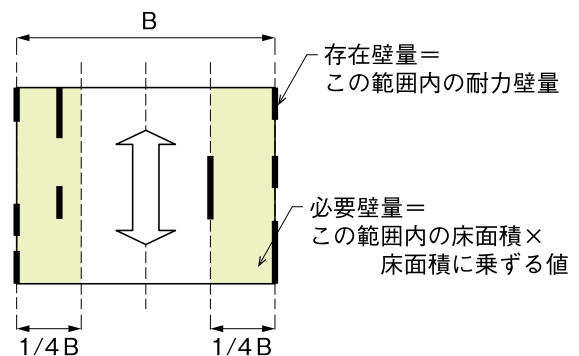 B
存在壁量＝
この範囲内の耐力壁量
必要壁量＝
この範囲内の床面積×
床面積に乗ずる値
1/4B
1/4B